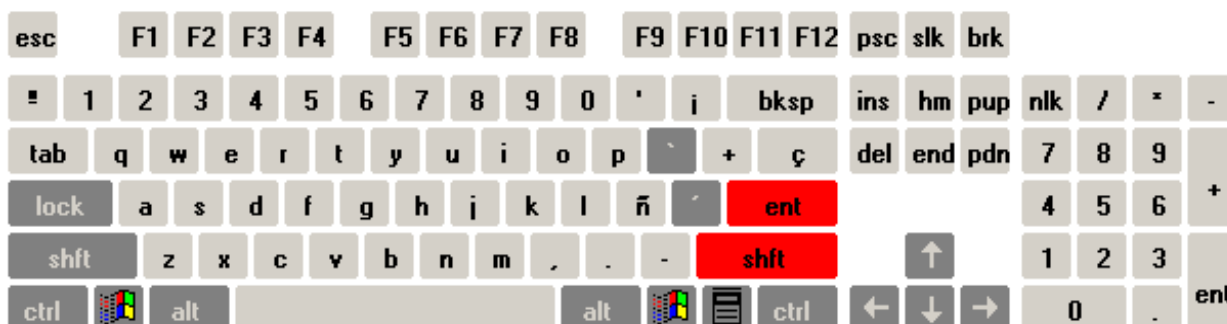 esc F1 F2 F3 F4 F5 F6 F7 F8 F9 F10 F11 F12 psc slk brk
º 1 2 3 4 5 6 7 8 9 0 ' ¡ bksp ins hm pup nlk / * -
tab q w e r t y u i o p ` + ç del end pdn 7 8 9
lock a s d f g h j k l ñ ´ ent 4 5 6 +
shft z x c v b n m , . - shft ↑ 1 2 3
ctrl alt alt ctrl ← ↓ → 0 . ent